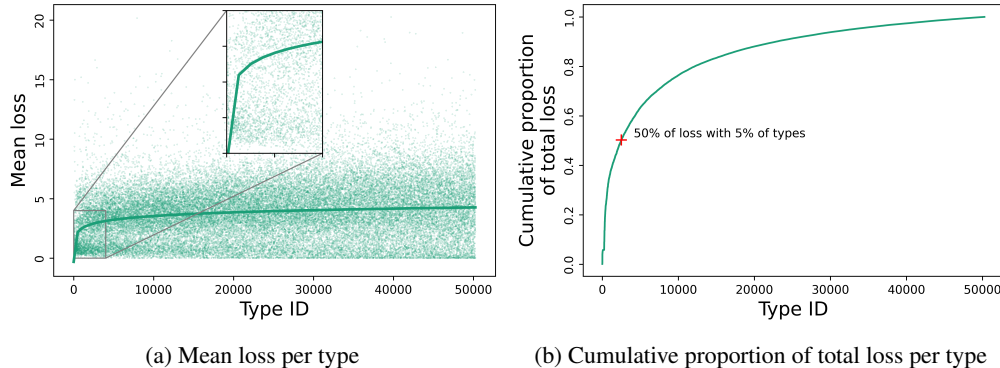 20
15
10
5
0
Mean loss
0
10000
20000
30000
40000
50000
Type ID
(a) Mean loss per type
1.0
0.8
0.6
0.4
0.2
0.0
Cumulative proportion
of total loss
50% of loss with 5% of types
0
10000
20000
30000
40000
50000
Type ID
(b) Cumulative proportion of total loss per type